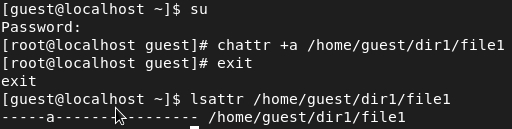 [guest@localhost ~]$ su
Password:
[root@localhost guest]# chattr +a /home/guest/dir1/file1
[root@localhost guest]# exit
exit
[guest@localhost ~]$ lsattr /home/guest/dir1/file1
-----a---------------- /home/guest/dir1/file1